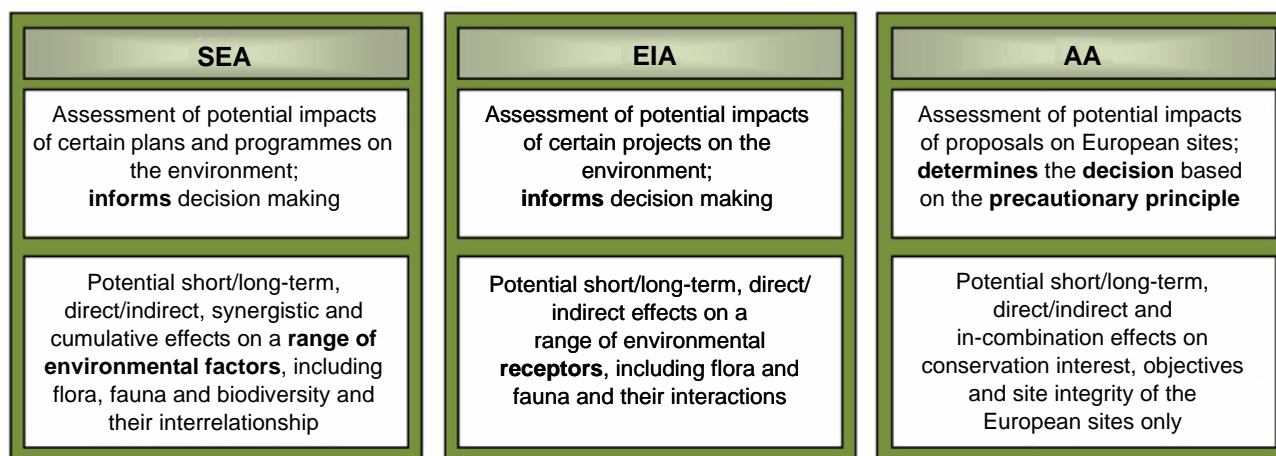 SEA
Assessment of potential impacts
of certain plans and programmes on
the environment;
informs decision making
Potential short/long-term,
direct/indirect, synergistic and
cumulative effects on a range of
environmental factors, including
flora, fauna and biodiversity and
their interrelationship
EIA
Assessment of potential impacts
of certain projects on the
environment;
informs decision making
Potential short/long-term, direct/
indirect effects on a
range of environmental
receptors, including flora and
fauna and their interactions
AA
Assessment of potential impacts
of proposals on European sites;
determines the decision based
on the precautionary principle
Potential short/long-term,
direct/indirect and
in-combination effects on
conservation interest, objectives
and site integrity of the
European sites only